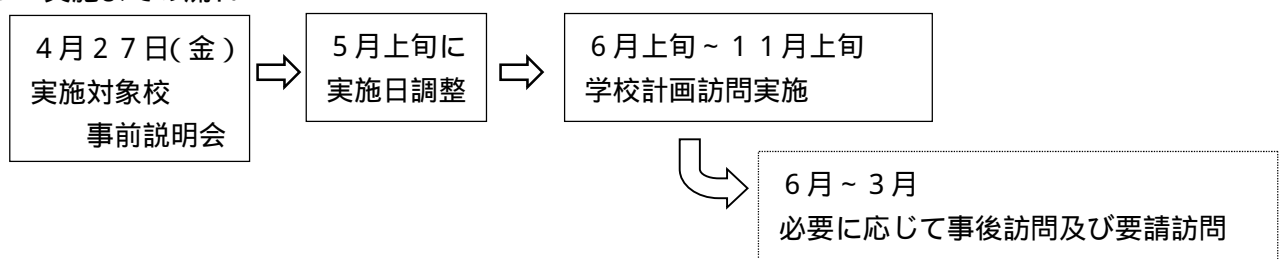 ４月２７日(金)
実施対象校
事前説明会
５月上旬に
実施日調整
６月上旬~１１月上旬
学校計画訪問実施
６月~３月
必要に応じて事後訪問及び要請訪問